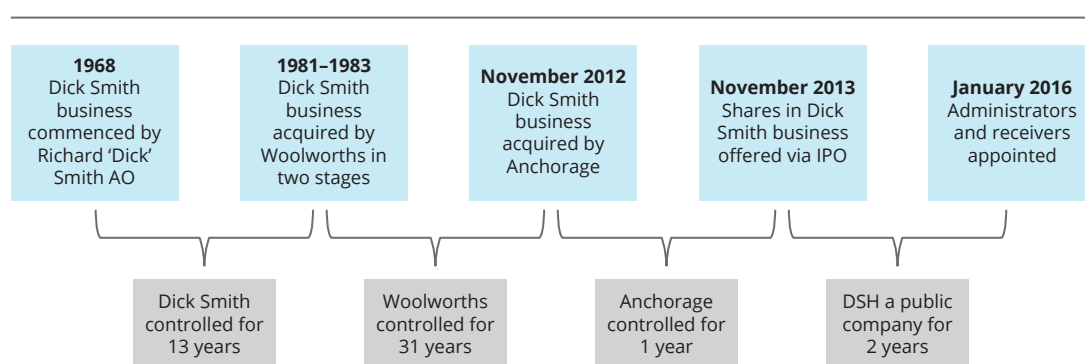 1968
Dick Smith
business
commenced by
Richard ‘Dick’
Smith AO
1981–1983
Dick Smith
business
acquired by
Woolworths in
two stages
November 2012
Dick Smith
business
acquired by
Anchorage
November 2013
Shares in Dick
Smith business
offered via IPO
January 2016
Administrators
and receivers
appointed
Dick Smith
controlled for
13 years
Woolworths
controlled for
31 years
Anchorage
controlled for
1 year
DSH a public
company for
2 years